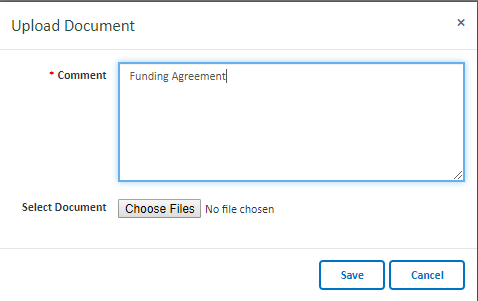 Upload Document ×
* Comment Funding Agreement
Select Document Choose Files No file chosen
Save Cancel